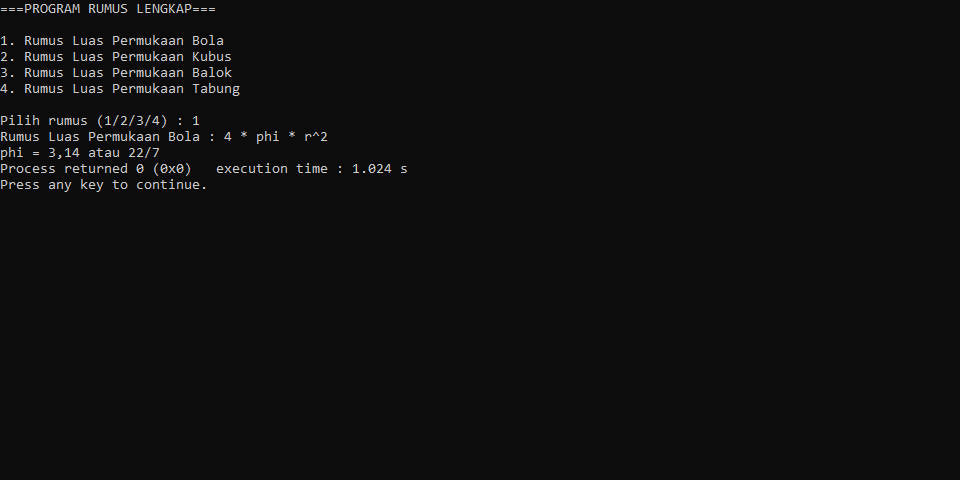 ===PROGRAM RUMUS LENGKAP===
1. Rumus Luas Permukaan Bola
2. Rumus Luas Permukaan Kubus
3. Rumus Luas Permukaan Balok
4. Rumus Luas Permukaan Tabung
Pilih rumus (1/2/3/4) : 1
Rumus Luas Permukaan Bola : 4 * phi * r^2
phi = 3,14 atau 22/7
Process returned 0 (0x0)   execution time : 1.024 s
Press any key to continue.